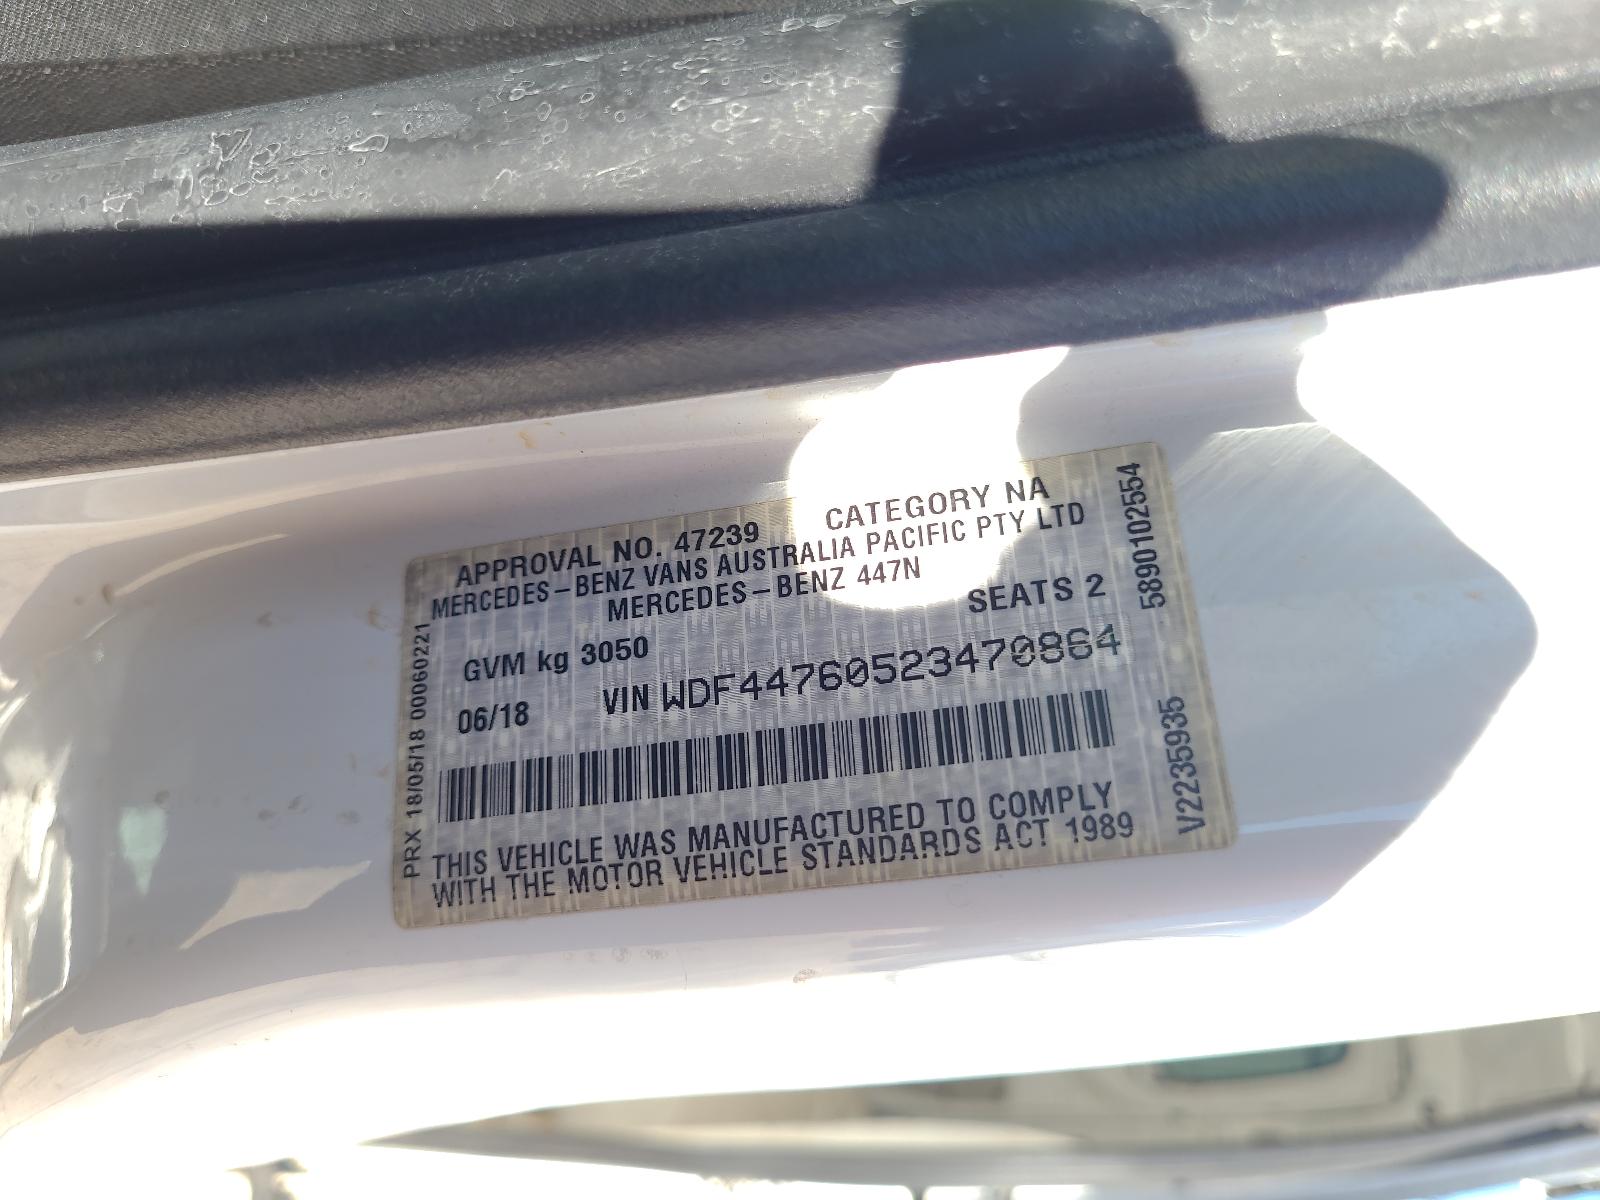 APPROVAL NO. 47239 CATEGORY NA
MERCEDES-BENZ VANS AUSTRALIA PACIFIC PTY LTD
MERCEDES-BENZ 447N
GVM kg 3050 SEATS 2
06/18 VIN WDF44760523470864
THIS VEHICLE WAS MANUFACTURED TO COMPLY
WITH THE MOTOR VEHICLE STANDARDS ACT 1989
PRX 18/05/18 00060221
5890102554
V2235935